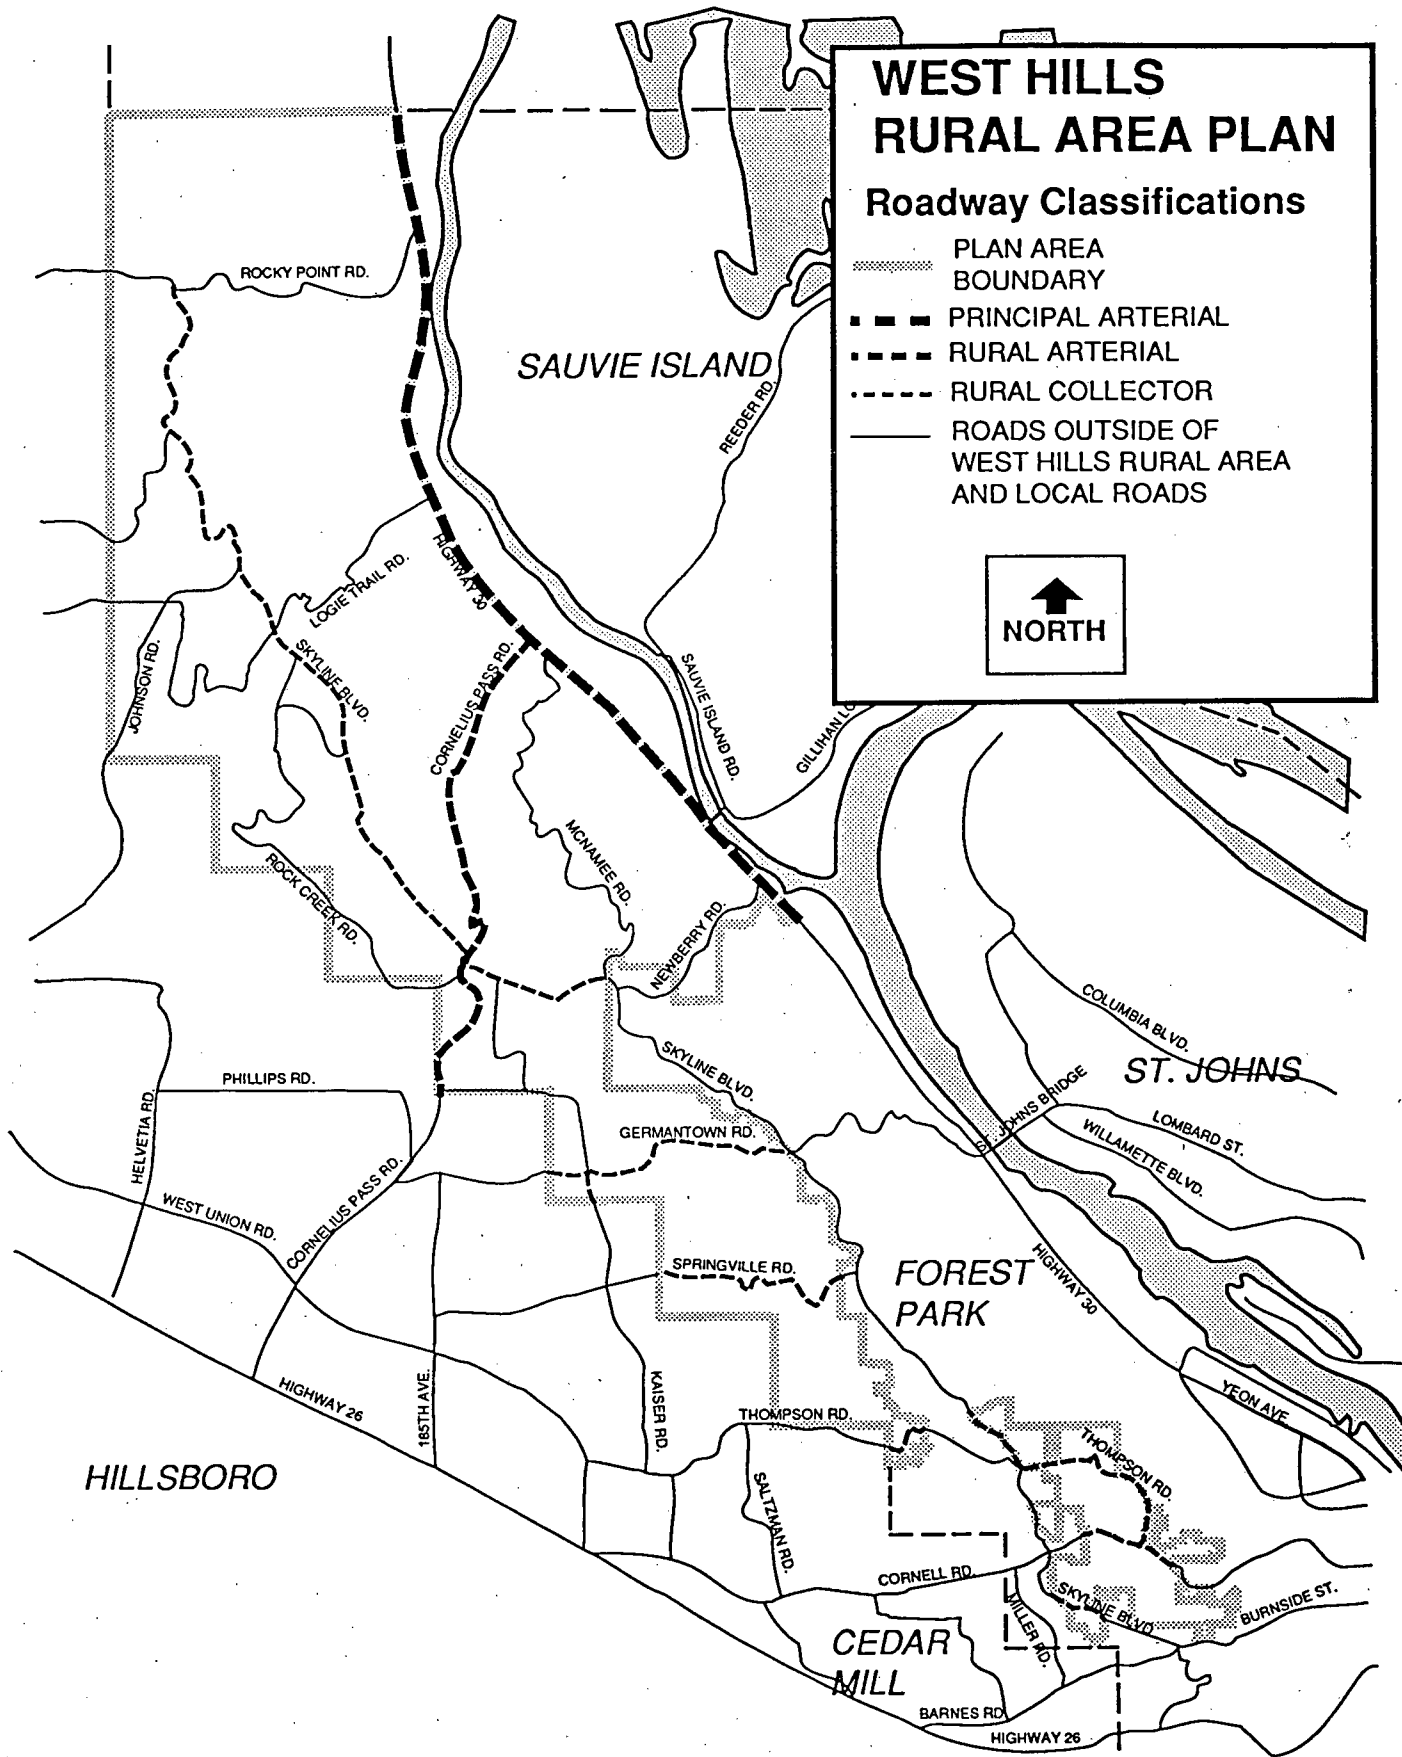 WEST HILLS
RURAL AREA PLAN
Roadway Classifications
PLAN AREA
BOUNDARY
PRINCIPAL ARTERIAL
RURAL ARTERIAL
RURAL COLLECTOR
ROADS OUTSIDE OF
WEST HILLS RURAL AREA
AND LOCAL ROADS
NORTH
ROCKY POINT RD.
SAUVIE ISLAND
REEDER RD.
HIGHWAY 30
LOGIE TRAIL RD.
SKYLINE BLVD.
JOHNSON RD.
CORNELIUS PASS RD.
SAUVIE ISLAND RD.
GILLIHAN
MCNAMEE RD.
ROCK CREEK RD.
NEWBERRY RD.
COLUMBIA BLVD.
SKYLINE BLVD.
ST. JOHNS
PHILLIPS RD.
HELVETIA RD.
ST. JOHNS BRIDGE
LOMBARD ST.
WILLAMETTE BLVD.
GERMANTOWN RD.
CORNELIUS PASS RD.
WEST UNION RD.
SPRINGVILLE RD.
FOREST
PARK
HIGHWAY 30
HIGHWAY 26
185TH AVE.
KAISER RD.
YEON AVE
THOMPSON RD.
THOMPSON RD.
HILLSBORO
SALTZMAN RD.
CORNELL RD.
MILLER RD.
SKYLINE BLVD
BURNSIDE ST.
CEDAR
MILL
BARNES RD
HIGHWAY 26